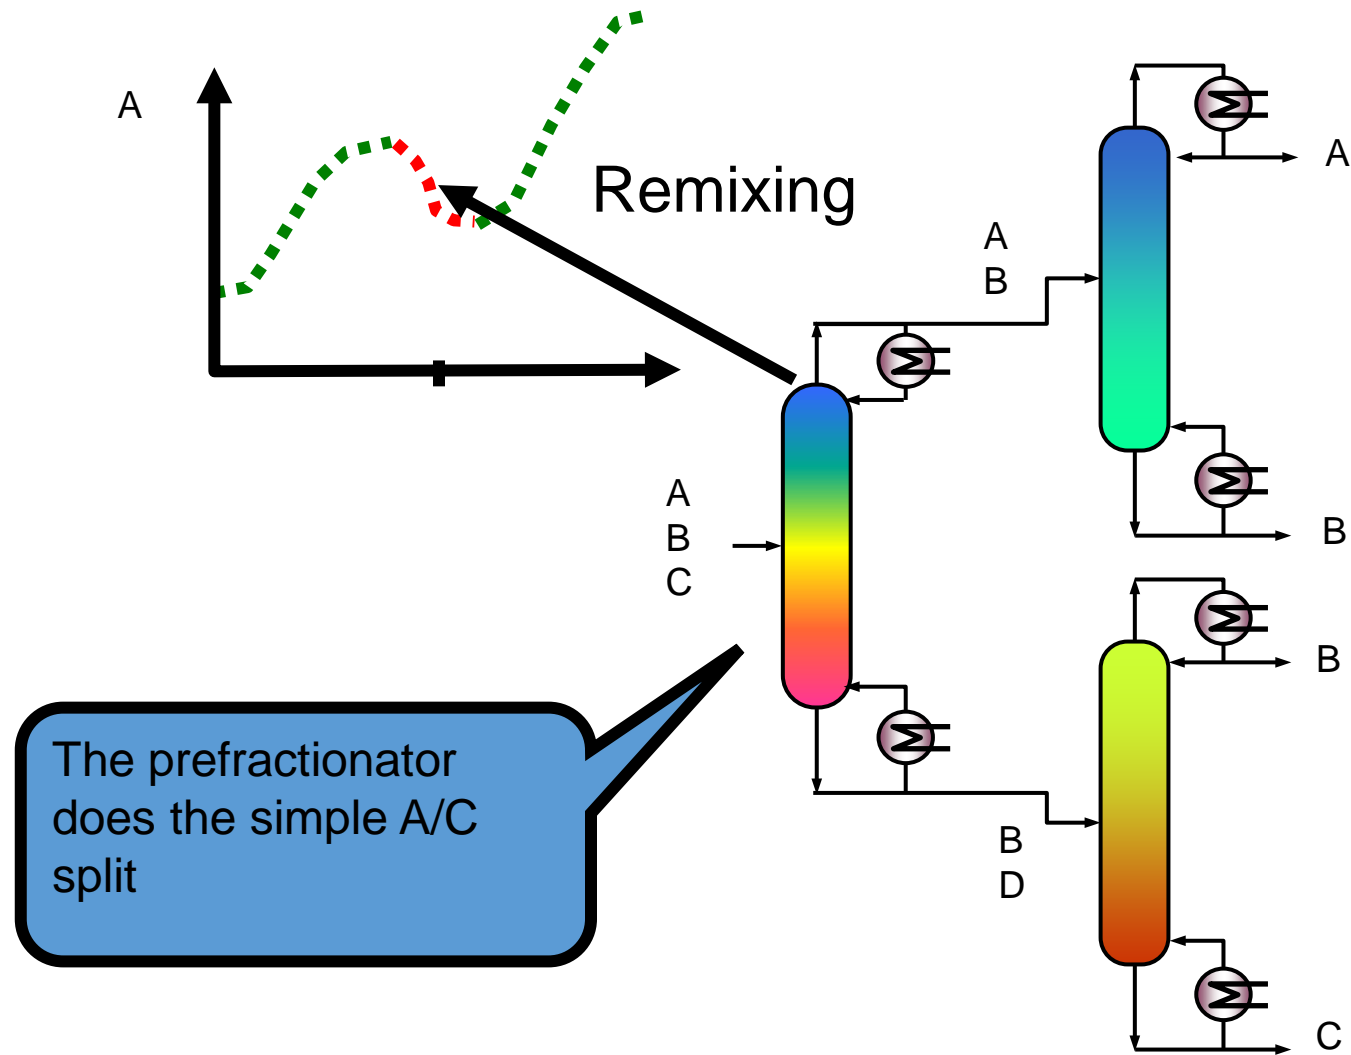 A
Remixing
A
A
B
A
B
C
B
B
The prefractionator
does the simple A/C
split
B
D
C